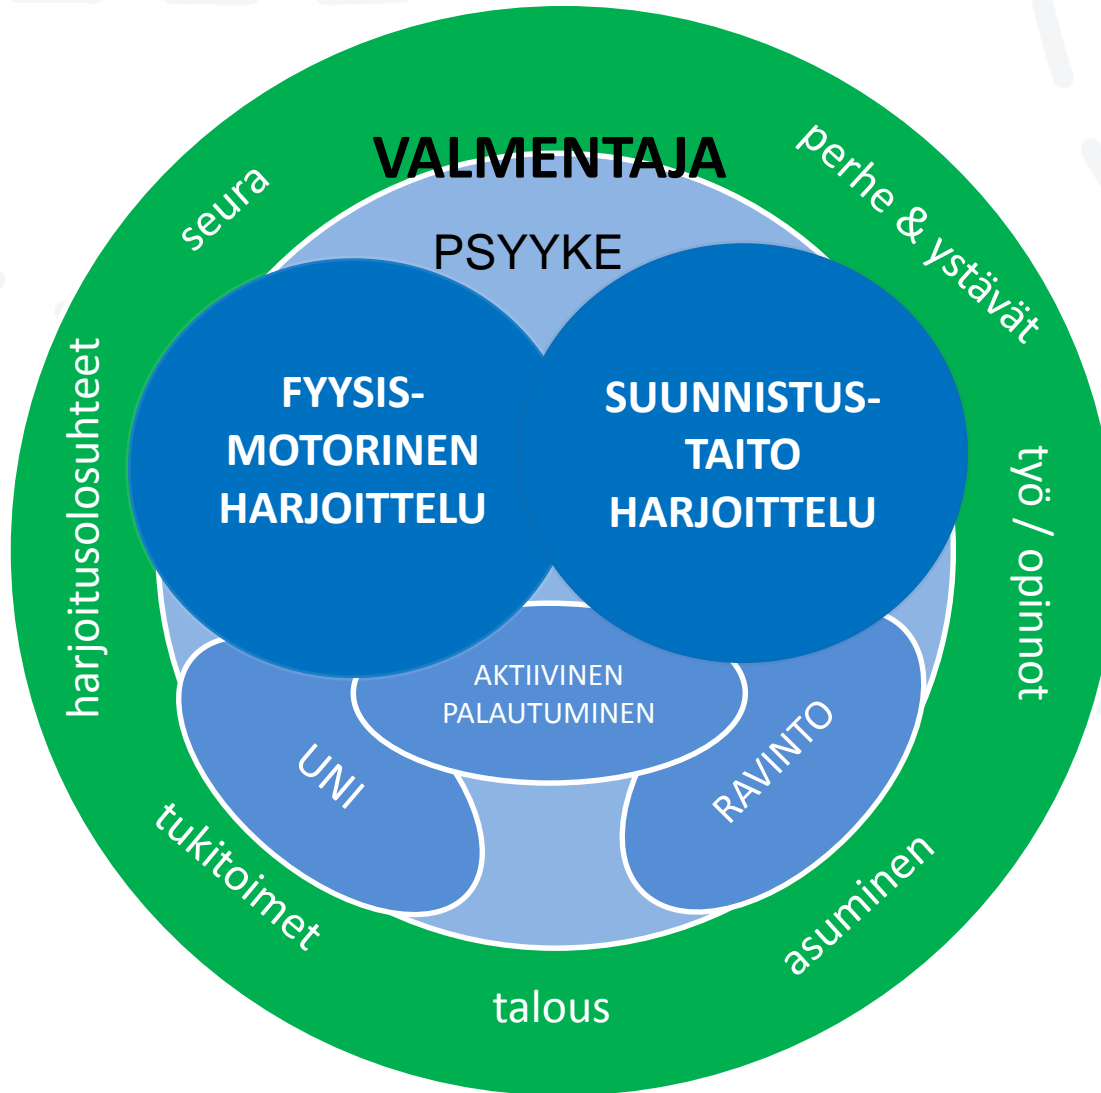 VALMENTAJA
perhe & ystävät
seura
PSYYKE
FYYSIS-
MOTORINEN
HARJOITTELU
SUUNNISTUS-
TAITO
HARJOITTELU
harjoitusolosuhteet
työ / opinnot
AKTIIVINEN
PALAUTUMINEN
UNI
RAVINTO
tukitoimet
asuminen
talous